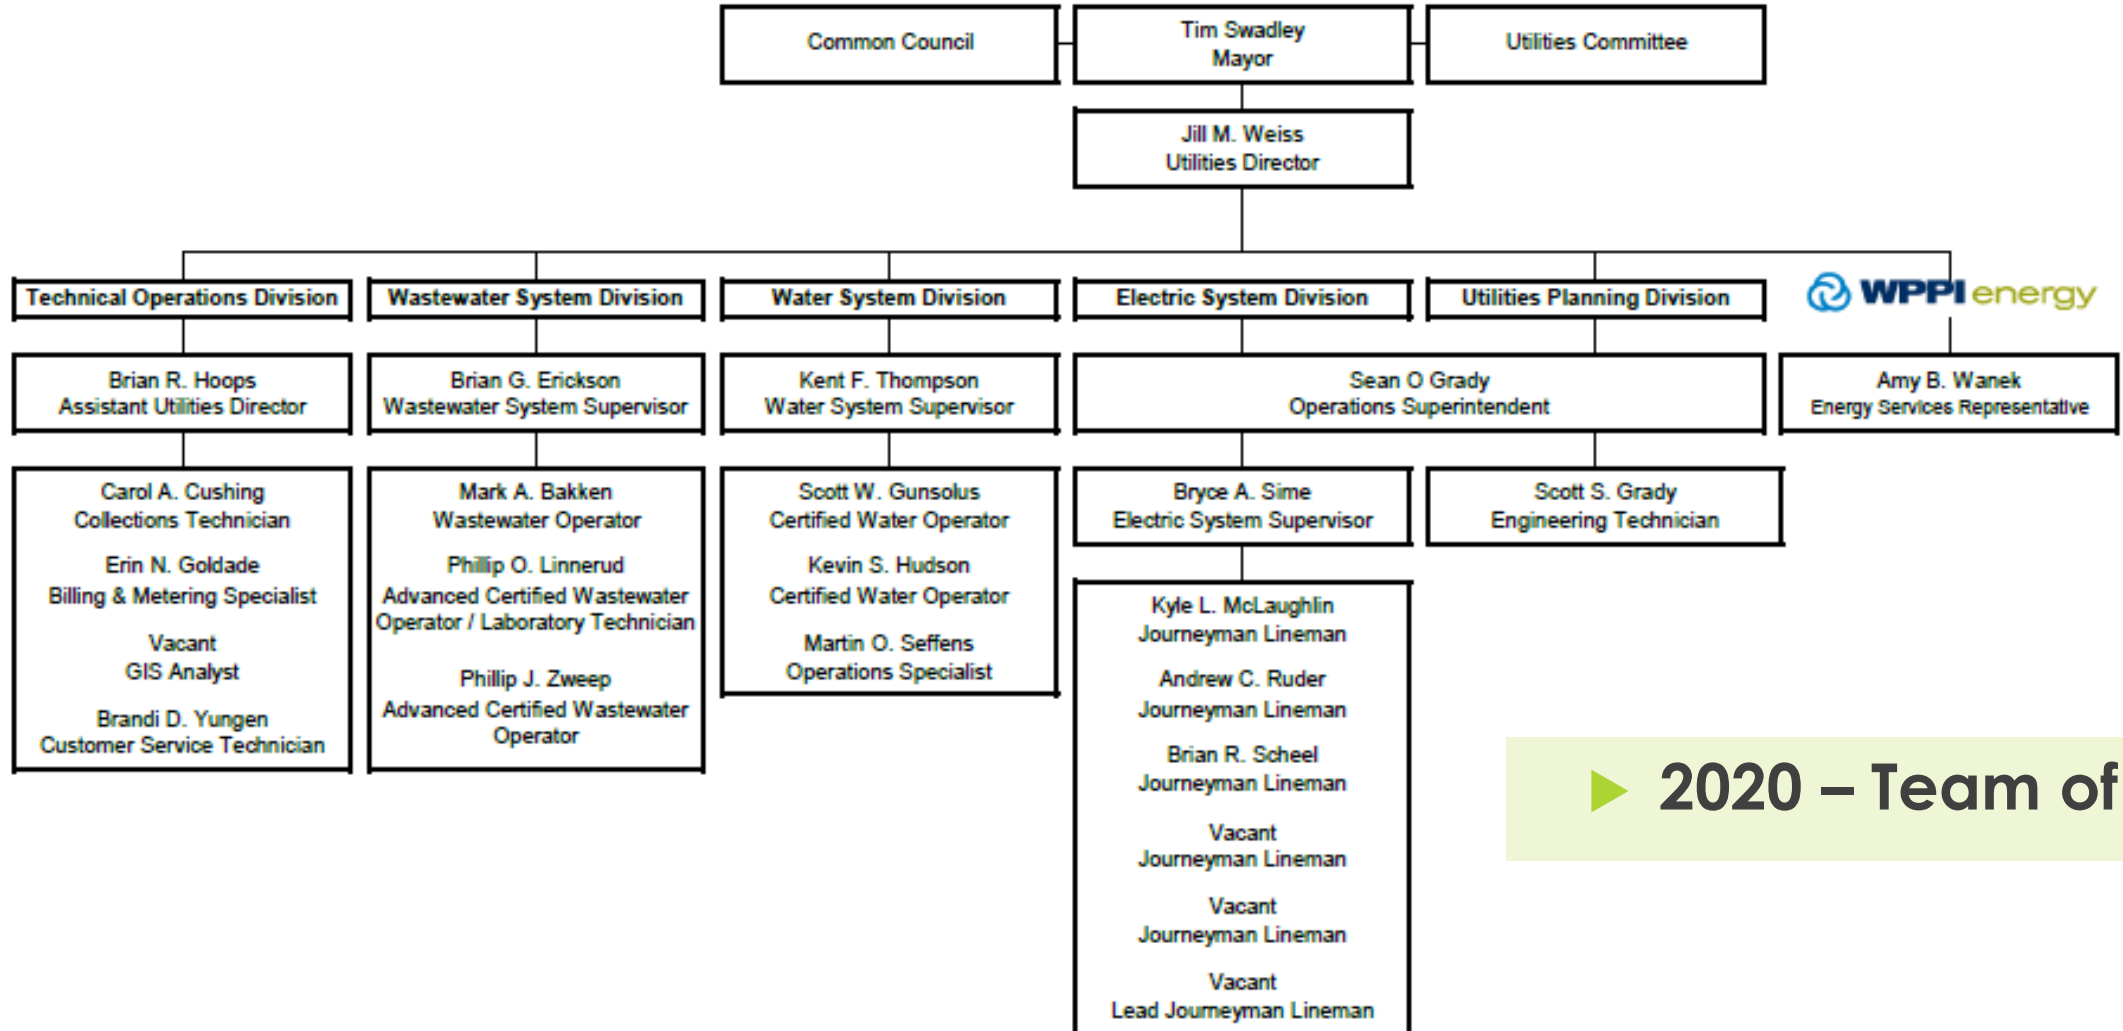 Common Council
Tim Swadley
Mayor
Utilities Committee
Jill M. Weiss
Utilities Director
Technical Operations Division
Wastewater System Division
Water System Division
Electric System Division
Utilities Planning Division
WPPI energy
Brian R. Hoops
Assistant Utilities Director
Brian G. Erickson
Wastewater System Supervisor
Kent F. Thompson
Water System Supervisor
Sean O Grady
Operations Superintendent
Amy B. Wanek
Energy Services Representative
Carol A. Cushing
Collections Technician
Erin N. Goldade
Billing & Metering Specialist
Vacant
GIS Analyst
Brandi D. Yungen
Customer Service Technician
Mark A. Bakken
Wastewater Operator
Phillip O. Linnerud
Advanced Certified Wastewater
Operator / Laboratory Technician
Phillip J. Zweep
Advanced Certified Wastewater
Operator
Scott W. Gunsolus
Certified Water Operator
Kevin S. Hudson
Certified Water Operator
Martin O. Seffens
Operations Specialist
Bryce A. Sime
Electric System Supervisor
Scott S. Grady
Engineering Technician
Kyle L. McLaughlin
Journeyman Lineman
Andrew C. Ruder
Journeyman Lineman
Brian R. Scheel
Journeyman Lineman
Vacant
Journeyman Lineman
Vacant
Journeyman Lineman
Vacant
Lead Journeyman Lineman
2020 – Team of